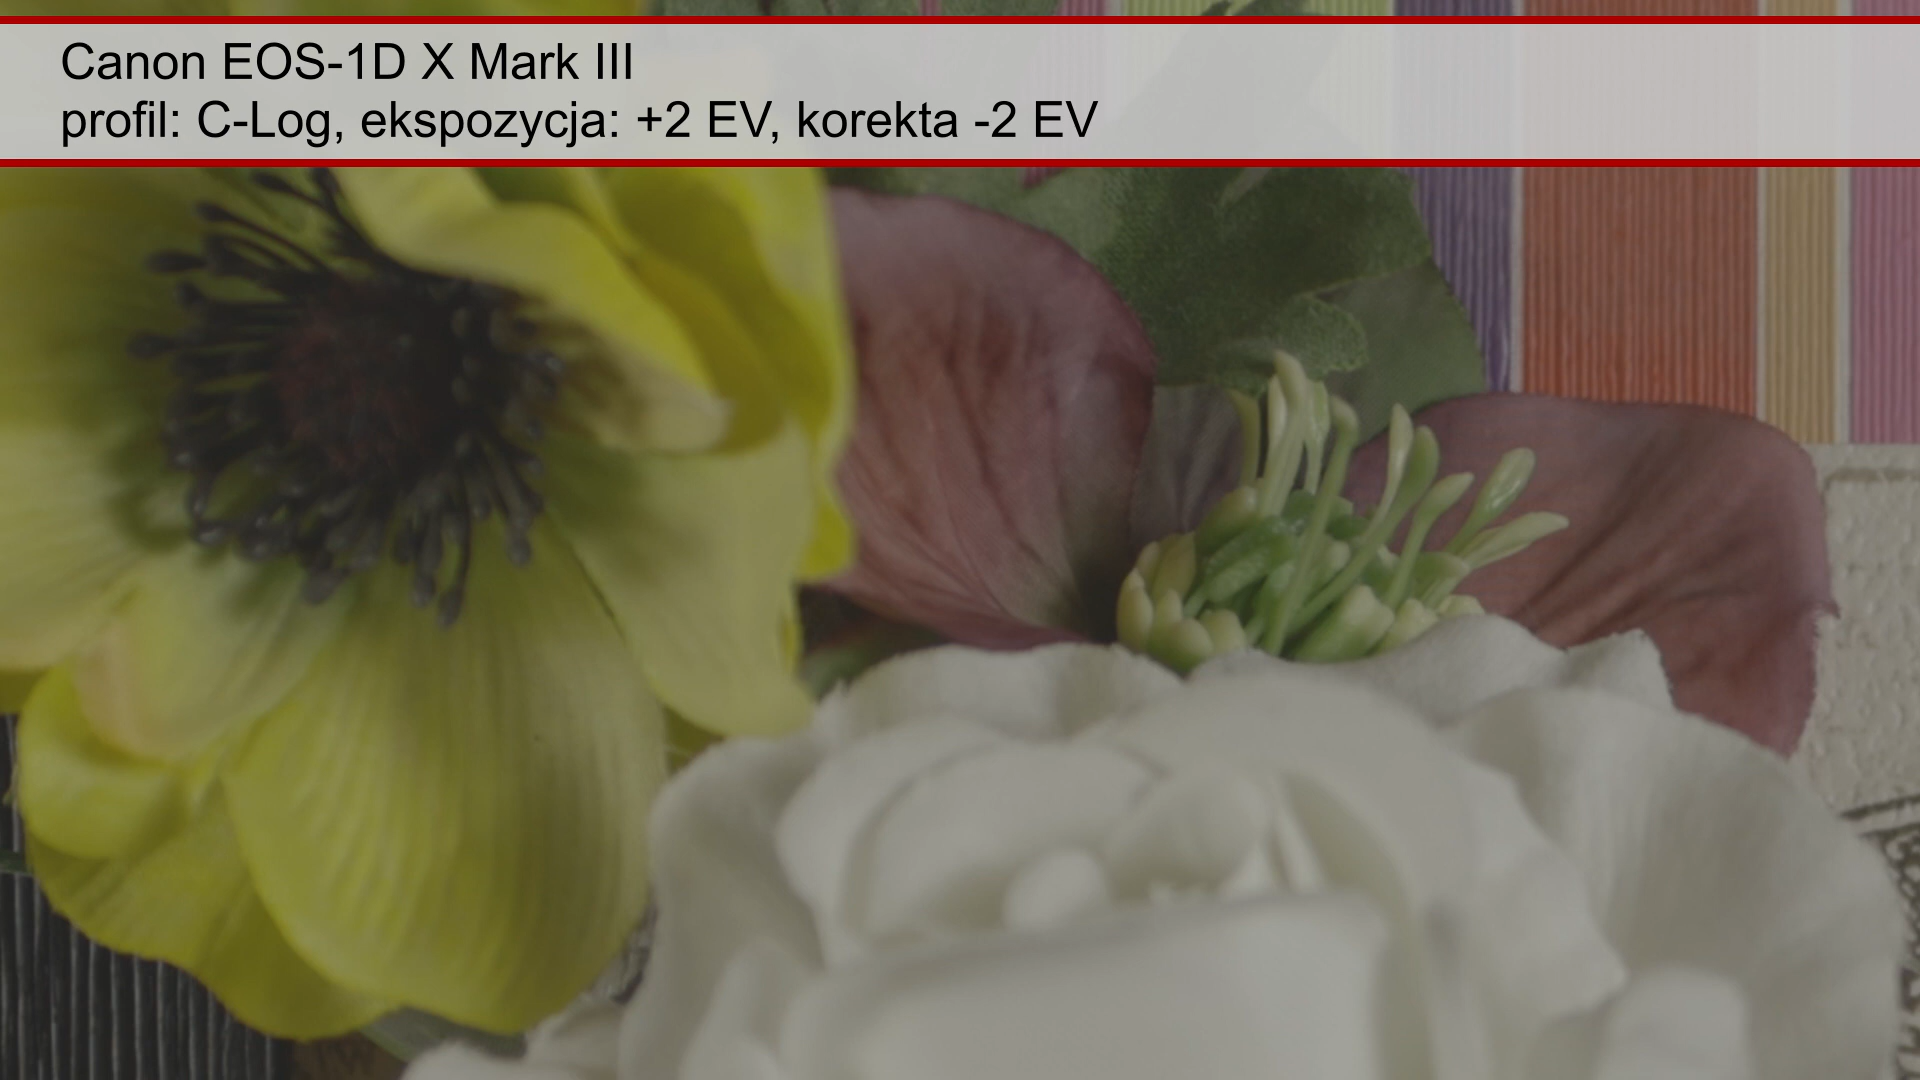 Canon EOS-1D X Mark III
profil: C-Log, ekspozycja: +2 EV, korekta -2 EV